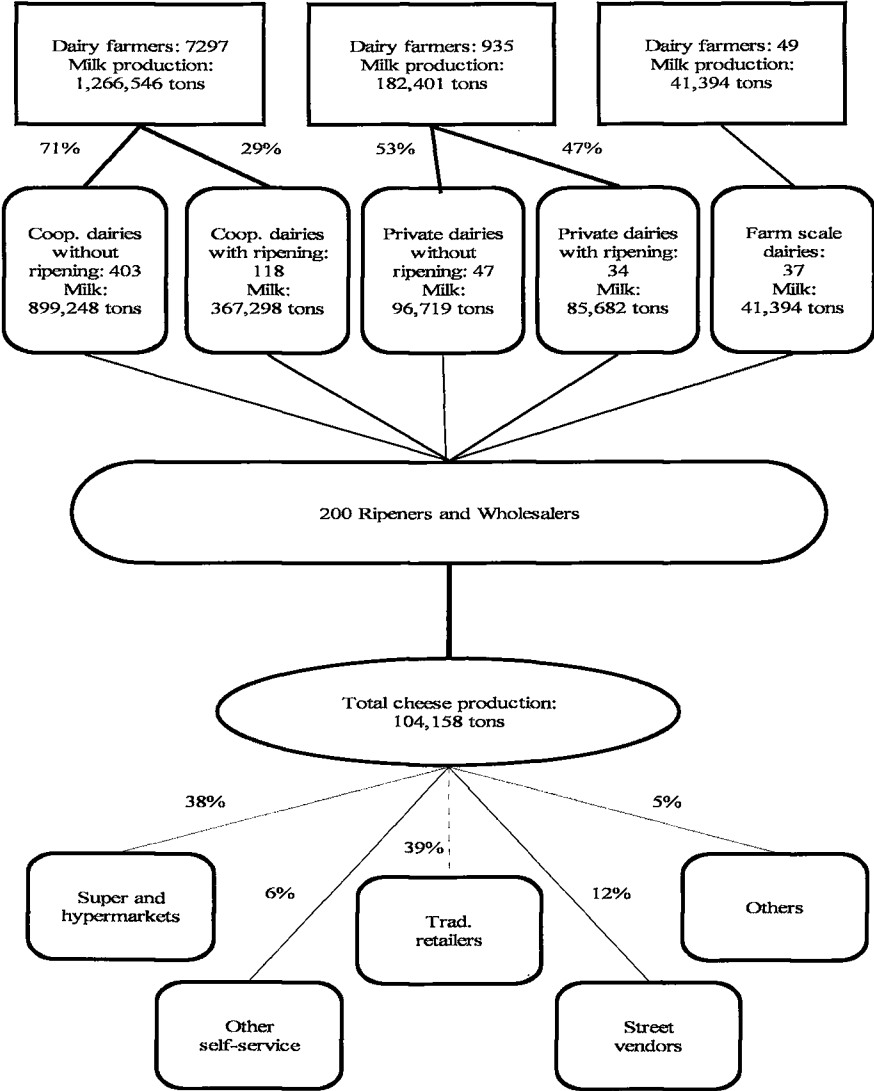 Dairy farmers: 7297
Milk production:
1,266,546 tons
Dairy farmers: 935
Milk production:
182,401 tons
Dairy farmers: 49
Milk production:
41,394 tons
71%
29%
53%
47%
Coop. dairies
without
ripening: 403
Milk:
899,248 tons
Coop. dairies
with ripening:
118
Milk:
367,298 tons
Private dairies
without
ripening: 47
Milk:
96,719 tons
Private dairies
with ripening:
34
Milk:
85,682 tons
Farm scale
dairies:
37
Milk:
41,394 tons
200 Ripeners and Wholesalers
Total cheese production:
104,158 tons
38%
6%
39%
12%
5%
Super and
hypermarkets
Other
self-service
Trad.
retailers
Street
vendors
Others